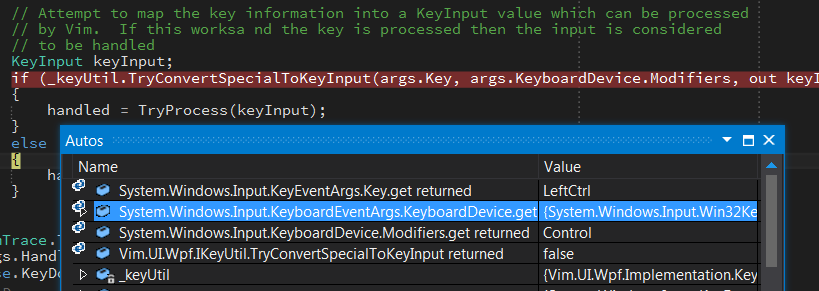 // Attempt to map the key information into a KeyInput value which can be processed
// by Vim.  If this worksa nd the key is processed then the input is considered
// to be handled
KeyInput keyInput;
if (_keyUtil.TryConvertSpecialToKeyInput(args.Key, args.KeyboardDevice.Modifiers, out keyI
{
handled = TryProcess(keyInput);
}
else
{
ha
}
Autos
Name Value
System.Windows.Input.KeyEventArgs.Key.get returned LeftCtrl
System.Windows.Input.KeyboardEventArgs.KeyboardDevice.get {System.Windows.Input.Win32Ke
System.Windows.Input.KeyboardDevice.Modifiers.get returned Control
Vim.UI.Wpf.IKeyUtil.TryConvertSpecialToKeyInput returned false
_keyUtil {Vim.UI.Wpf.Implementation.Key
mTrace.
gs.Hand
se.KeyDo